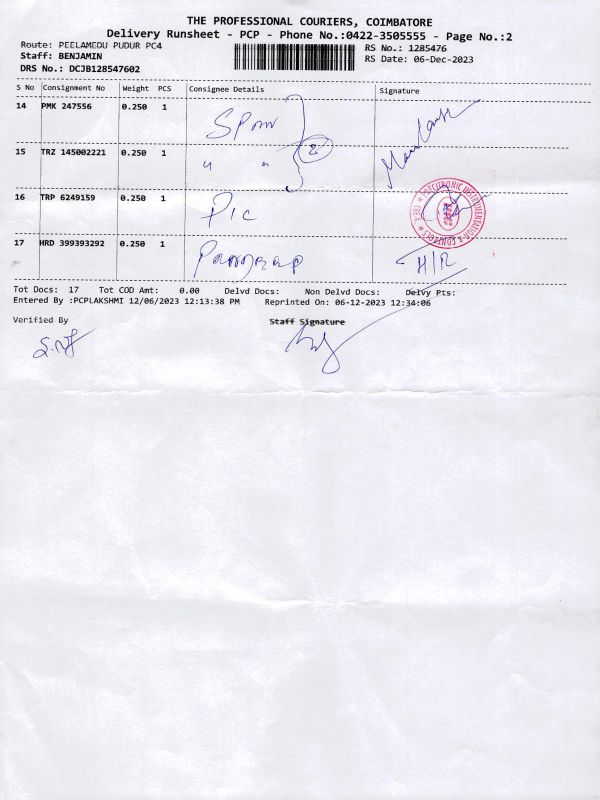 THE PROFESSIONAL COURIERS, COIMBATORE
Delivery Runsheet - PCP - Phone No.:0422-3505555 - Page No.:2
Route: PEELAMEDU PUDUR PC4
RS No.: 1285476
Staff: BENJAMIN
RS Date: 06-Dec-2023
DRS No.: DCJB128547602
S No Consignment No Weight PCS Consignee Details Signature
14 PMK 247556 0.250 1
15 TRZ 145002221 0.250 1 " " 2
16 TRP 6249159 0.250 1 PIC
17 HRD 399393292 0.250 1 H/R
Tot Docs: 17 Tot COD Amt: 0.00 Delvd Docs: Non Delvd Docs: Delvy Pts:
Entered By :PCPLAKSHMI 12/06/2023 12:13:38 PM Reprinted On: 06-12-2023 12:34:06
Verified By Staff Signature